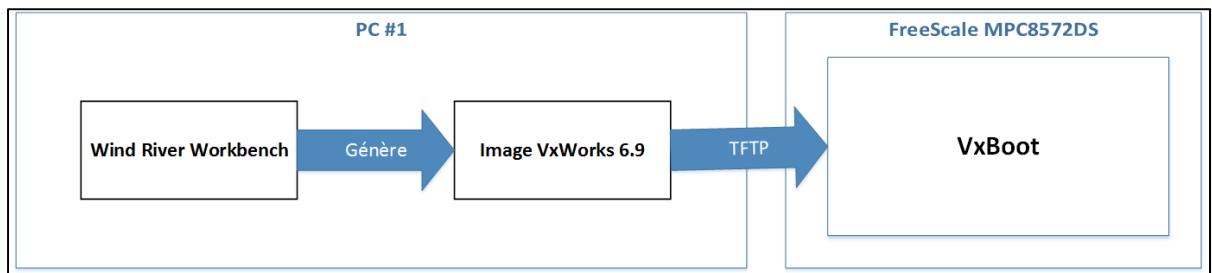 PC #1
FreeScale MPC8572DS
Wind River Workbench
Génère
Image VxWorks 6.9
TFTP
VxBoot